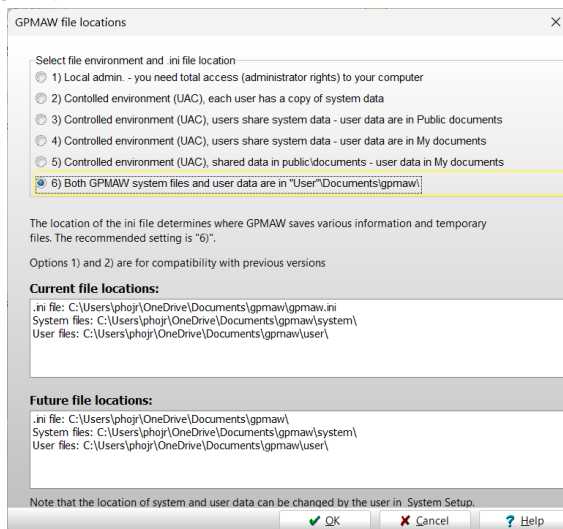 GPMAW file locations
Select file environment and .ini file location
1) Local admin. - you need total access (administrator rights) to your computer
2) Contolled environment (UAC), each user has a copy of system data
3) Controlled environment (UAC), users share system data - user data are in Public documents
4) Controlled environment (UAC), users share system data - user data are in My documents
5) Controlled environment (UAC), shared data in public\documents - user data in My documents
6) Both GPMAW system files and user data are in "User"\Documents\gpmaw\
The location of the ini file determines where GPMAW saves various information and temporary
files. The recommended setting is "6)".
Options 1) and 2) are for compatibility with previous versions
Current file locations:
.ini file: C:\Users\phojr\OneDrive\Documents\gpmaw\gpmaw.ini
System files: C:\Users\phojr\OneDrive\Documents\gpmaw\system\
User files: C:\Users\phojr\OneDrive\Documents\gpmaw\user\
Future file locations:
.ini file: C:\Users\phojr\OneDrive\Documents\gpmaw\
System files: C:\Users\phojr\OneDrive\Documents\gpmaw\system\
User files: C:\Users\phojr\OneDrive\Documents\gpmaw\user\
Note that the location of system and user data can be changed by the user in System Setup.
OK Cancel ? Help